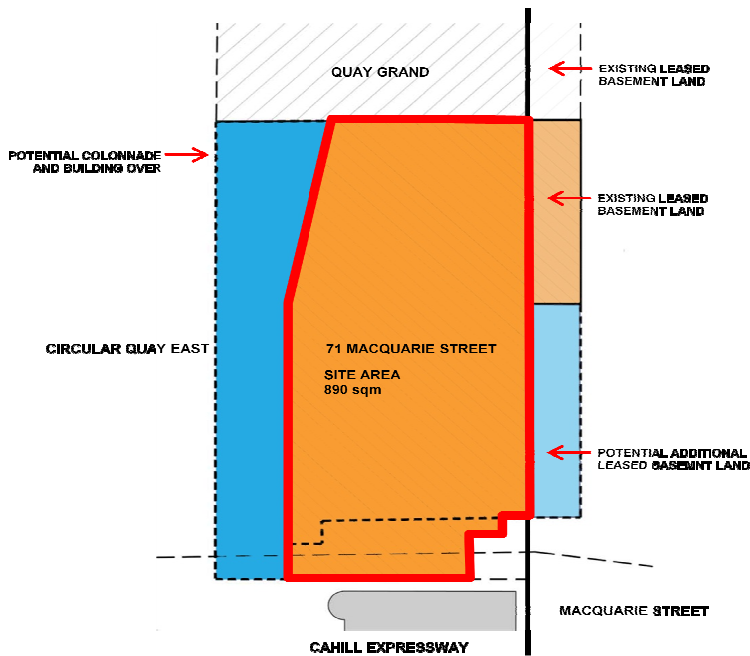 QUAY GRAND
EXISTING LEASED
BASEMENT LAND
POTENTIAL COLONNADE
AND BUILDING OVER
EXISTING LEASED
BASEMENT LAND
CIRCULAR QUAY EAST
71 MACQUARIE STREET
SITE AREA
890 sqm
POTENTIAL ADDITIONAL
LEASED BASEMNT LAND
MACQUARIE STREET
CAHILL EXPRESSWAY